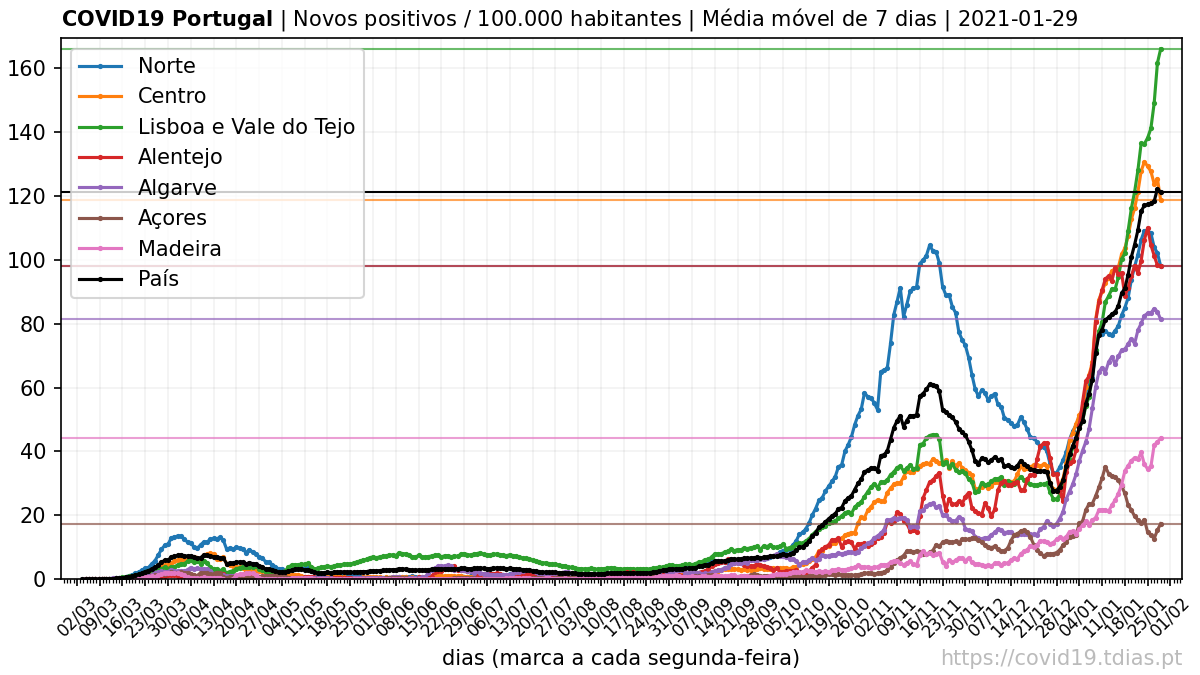 COVID19 Portugal | Novos positivos / 100.000 habitantes | Média móvel de 7 dias | 2021-01-29
Norte
Centro
Lisboa e Vale do Tejo
Alentejo
Algarve
Açores
Madeira
País
160
140
120
100
80
60
40
20
0
02/03 09/03 16/03 23/03 30/03 06/04 13/04 20/04 27/04 04/05 11/05 18/05 25/05 01/06 08/06 15/06 22/06 29/06 06/07 13/07 20/07 27/07 03/08 10/08 17/08 24/08 31/08 07/09 14/09 21/09 28/09 05/10 12/10 19/10 26/10 02/11 09/11 16/11 23/11 30/11 07/12 14/12 21/12 28/12 04/01 11/01 18/01 25/01 01/02
dias (marca a cada segunda-feira)
https://covid19.tdias.pt